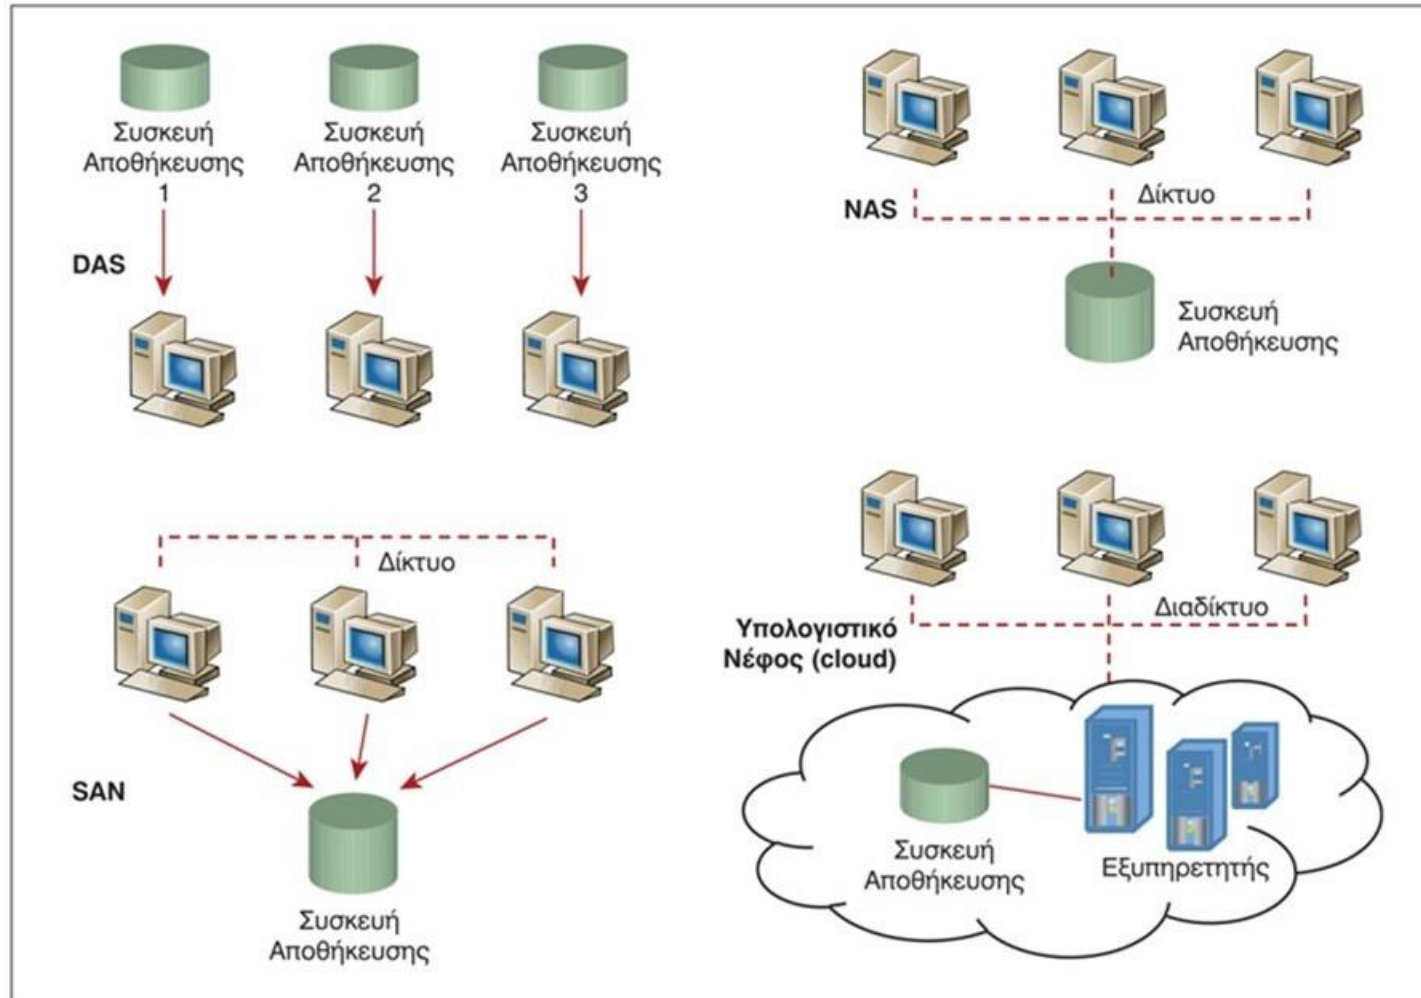 Συσκευή
Αποθήκευσης
1
Συσκευή
Αποθήκευσης
2
Συσκευή
Αποθήκευσης
3
DAS
NAS
Δίκτυο
Συσκευή
Αποθήκευσης
Δίκτυο
SAN
Συσκευή
Αποθήκευσης
Διαδίκτυο
Υπολογιστικό
Νέφος (cloud)
Συσκευή
Αποθήκευσης
Εξυπηρετητής